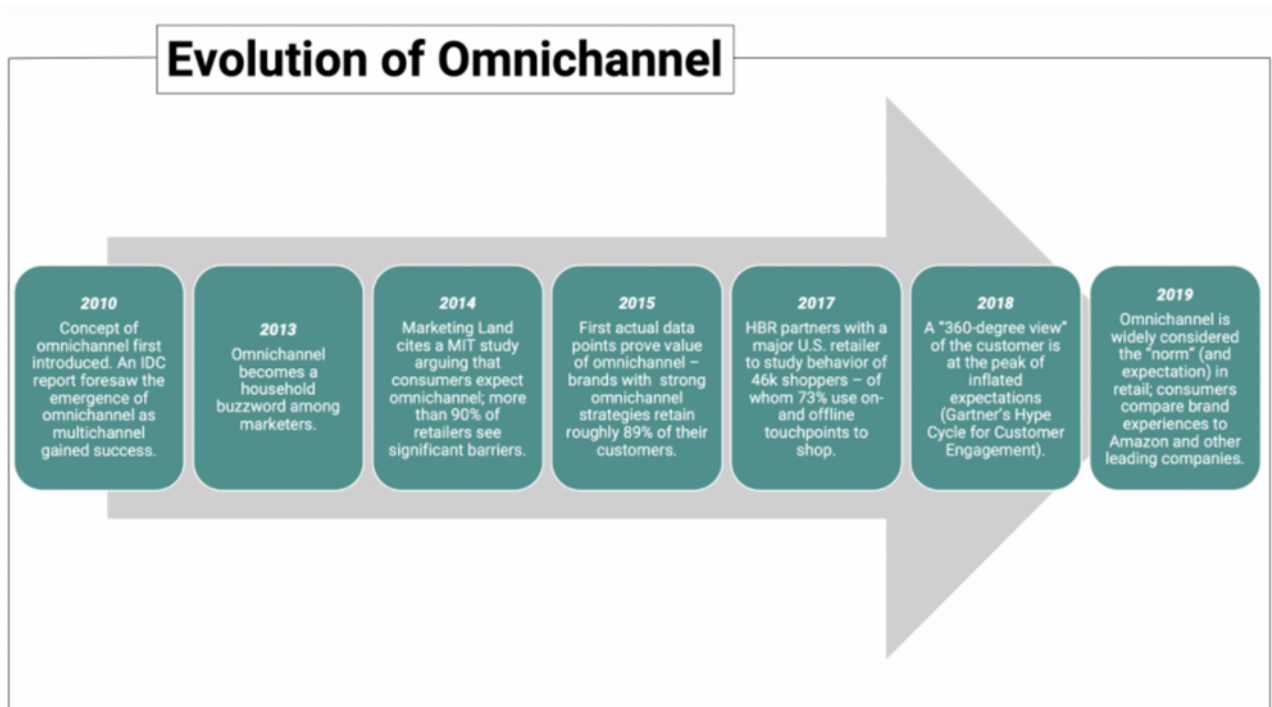 Evolution of Omnichannel
2010
Concept of
omnichannel first
introduced. An IDC
report foresaw the
emergence of
omnichannel as
multichannel
gained success.
2013
Omnichannel
becomes a
household
buzzword among
marketers.
2014
Marketing Land
cites a MIT study
arguing that
consumers expect
omnichannel; more
than 90% of
retailers see
significant barriers.
2015
First actual data
points prove value
of omnichannel –
brands with strong
omnichannel
strategies retain
roughly 89% of their
customers.
2017
HBR partners with a
major U.S. retailer
to study behavior of
46k shoppers – of
whom 73% use on-
and offline
touchpoints to
shop.
2018
A “360-degree view”
of the customer is
at the peak of
inflated
expectations
(Gartner’s Hype
Cycle for Customer
Engagement).
2019
Omnichannel is
widely considered
the “norm” (and
expectation) in
retail; consumers
compare brand
experiences to
Amazon and other
leading companies.